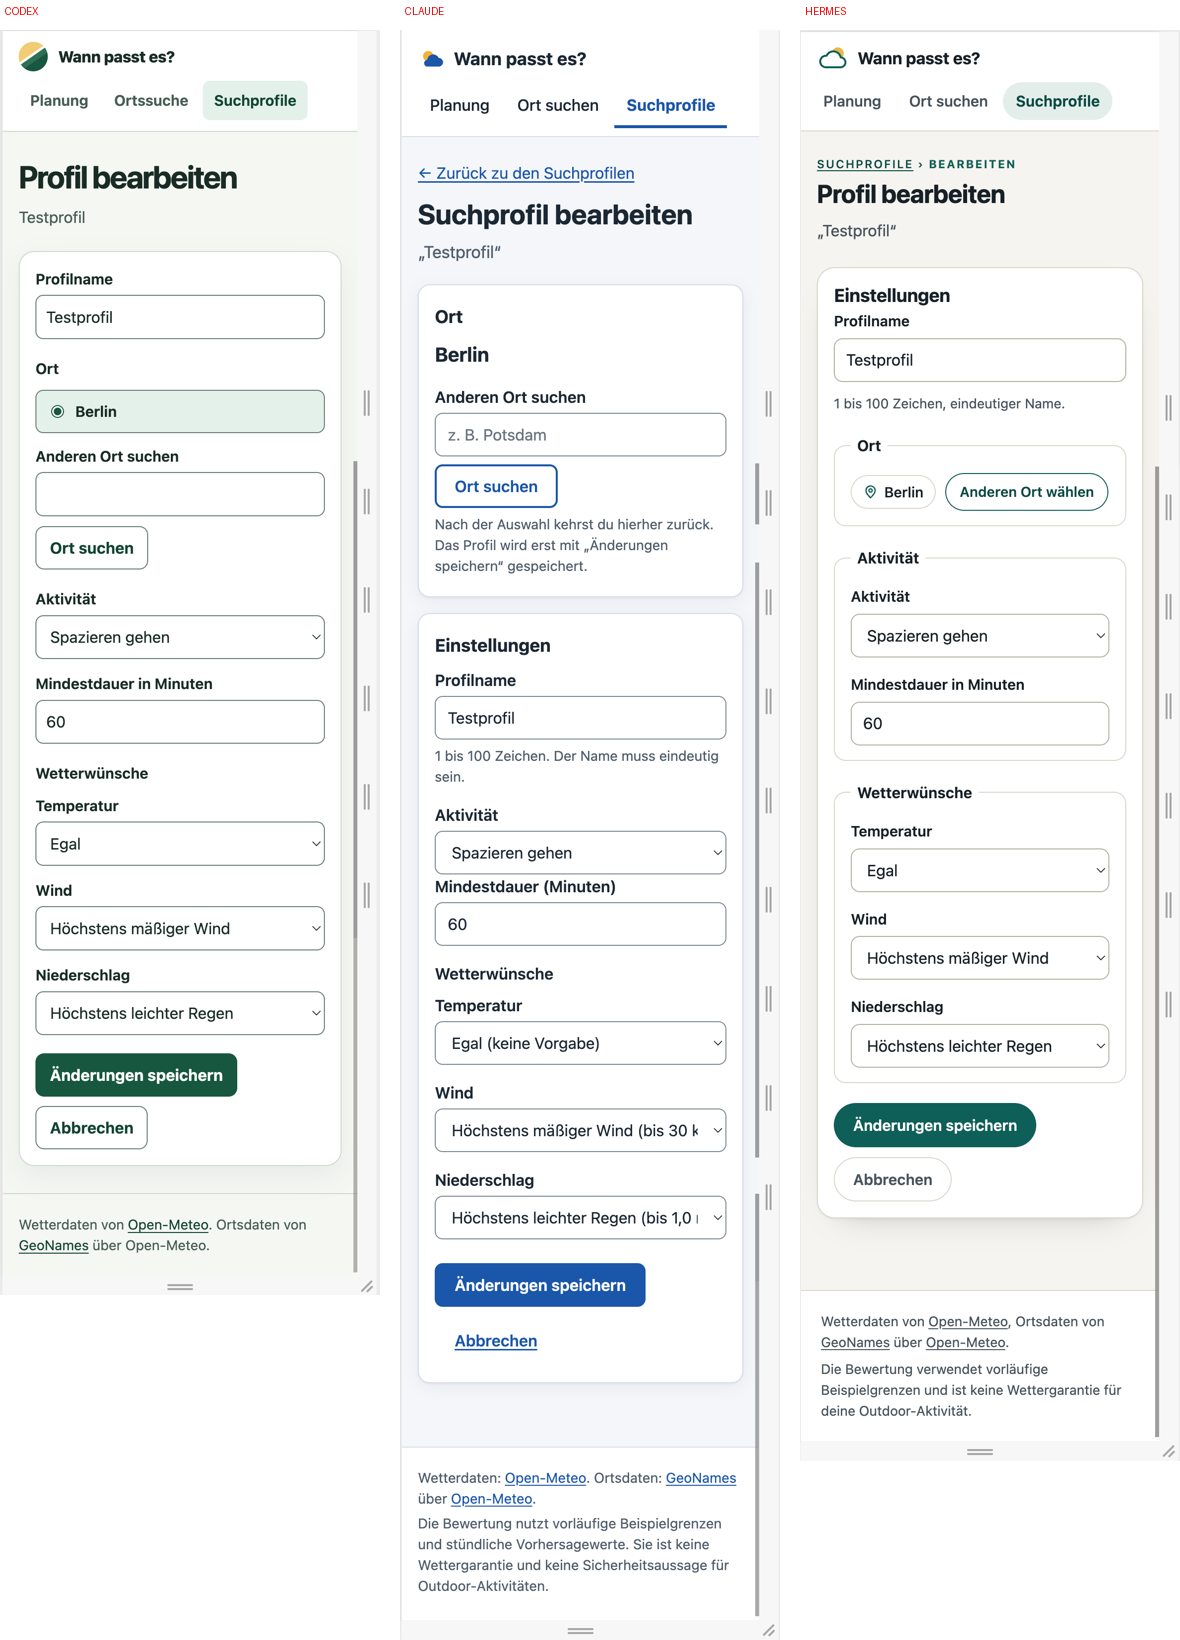 CODEX
Wann passt es?
Planung Ortssuche Suchprofile
Profil bearbeiten
Testprofil
Profilname
Testprofil
Ort
Berlin
Anderen Ort suchen
Ort suchen
Aktivität
Spazieren gehen
Mindestdauer in Minuten
60
Wetterwünsche
Temperatur
Egal
Wind
Höchstens mäßiger Wind
Niederschlag
Höchstens leichter Regen
Änderungen speichern
Abbrechen
Wetterdaten von Open-Meteo. Ortsdaten von
GeoNames über Open-Meteo.
CLAUDE
Wann passt es?
Planung Ort suchen Suchprofile
← Zurück zu den Suchprofilen
Suchprofil bearbeiten
„Testprofil“
Ort
Berlin
Anderen Ort suchen
z. B. Potsdam
Ort suchen
Nach der Auswahl kehrst du hierher zurück.
Das Profil wird erst mit „Änderungen
speichern“ gespeichert.
Einstellungen
Profilname
Testprofil
1 bis 100 Zeichen. Der Name muss eindeutig
sein.
Aktivität
Spazieren gehen
Mindestdauer (Minuten)
60
Wetterwünsche
Temperatur
Egal (keine Vorgabe)
Wind
Höchstens mäßiger Wind (bis 30
Niederschlag
Höchstens leichter Regen (bis 1,0
Änderungen speichern
Abbrechen
Wetterdaten: Open-Meteo. Ortsdaten: GeoNames
über Open-Meteo.
Die Bewertung nutzt vorläufige Beispielgrenzen
und stündliche Vorhersagewerte. Sie ist keine
Wettergarantie und keine Sicherheitsaussage für
Outdoor-Aktivitäten.
HERMES
Wann passt es?
Planung Ort suchen Suchprofile
SUCHPROFILE › BEARBEITEN
Profil bearbeiten
„Testprofil“
Einstellungen
Profilname
Testprofil
1 bis 100 Zeichen, eindeutiger Name.
Ort
Berlin Anderen Ort wählen
Aktivität
Aktivität
Spazieren gehen
Mindestdauer in Minuten
60
Wetterwünsche
Temperatur
Egal
Wind
Höchstens mäßiger Wind
Niederschlag
Höchstens leichter Regen
Änderungen speichern
Abbrechen
Wetterdaten von Open-Meteo, Ortsdaten von
GeoNames über Open-Meteo.
Die Bewertung verwendet vorläufige
Beispielgrenzen und ist keine Wettergarantie für
deine Outdoor-Aktivität.